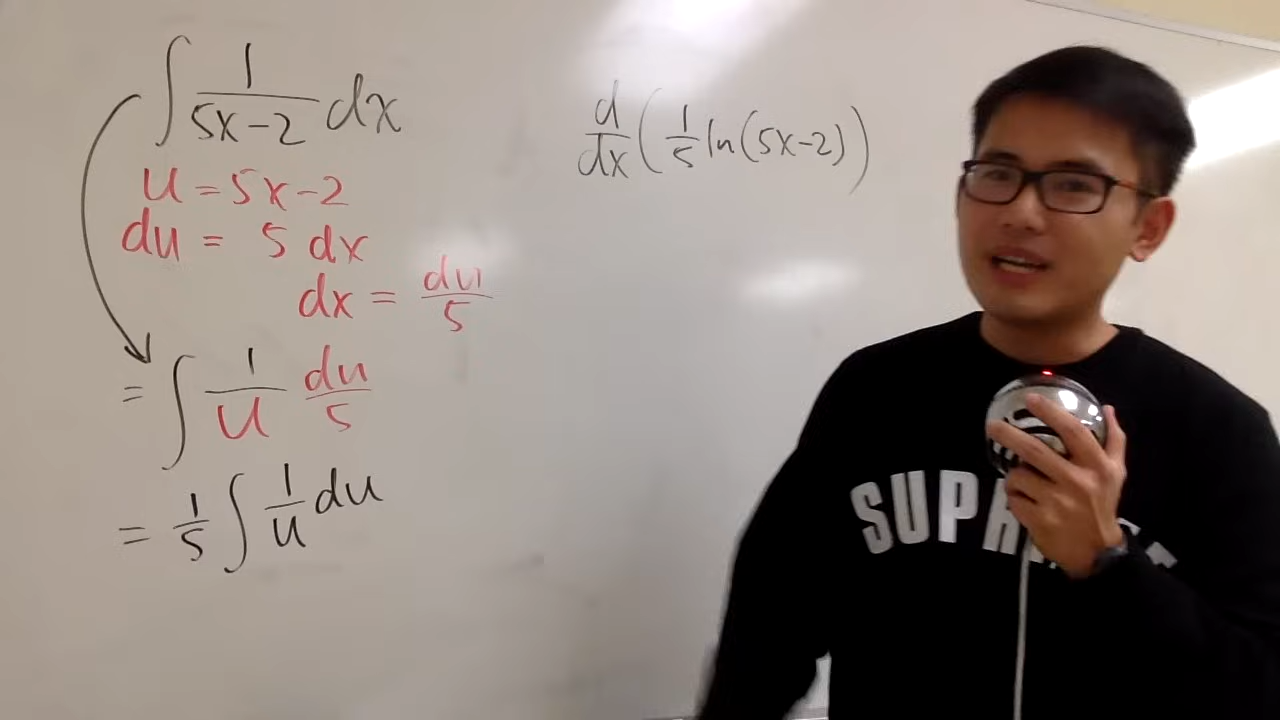 ∫ 1/(5x-2) dx
u = 5x-2
du = 5 dx
dx = du/5
= ∫ 1/u du/5
= 1/5 ∫ 1/u du
d/dx (1/5 ln(5x-2))